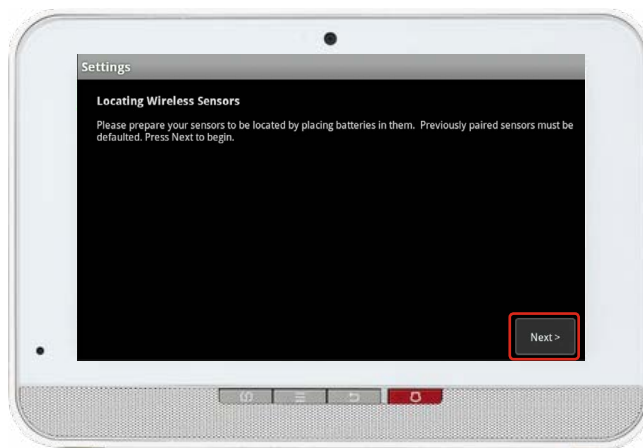 Settings
Locating Wireless Sensors
Please prepare your sensors to be located by placing batteries in them. Previously paired sensors must be
defaulted. Press Next to begin.
Next >